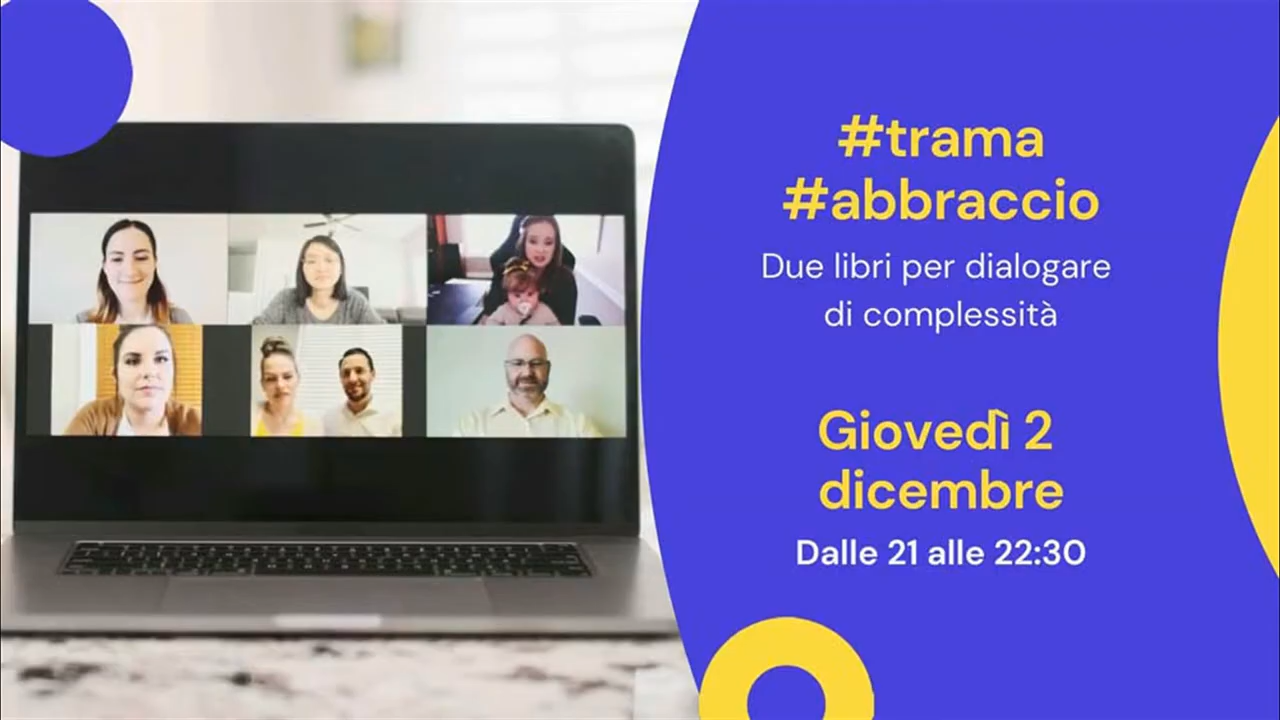 #trama
#abbraccio
Due libri per dialogare
di complessità
Giovedì 2
dicembre
Dalle 21 alle 22:30